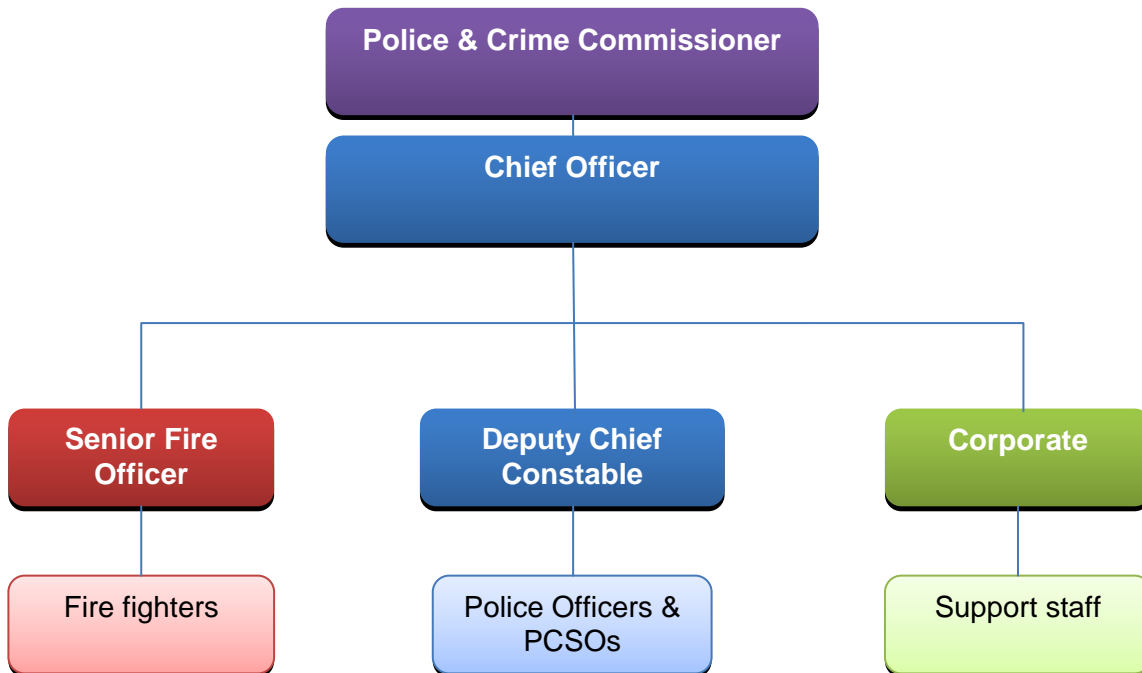 Police & Crime Commissioner
Chief Officer
Senior Fire
Officer
Deputy Chief
Constable
Corporate
Fire fighters
Police Officers &
PCSOs
Support staff